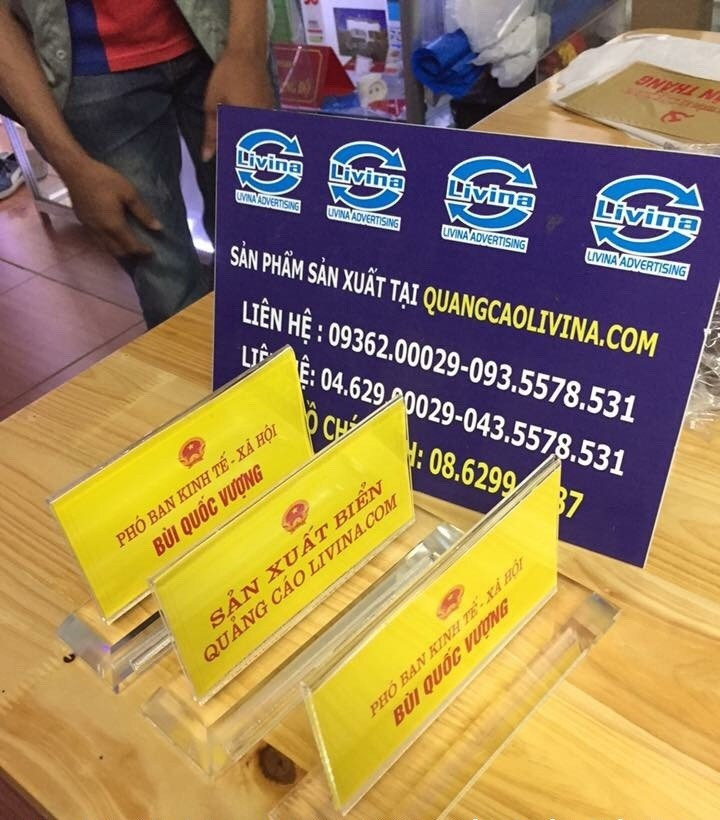 Livina
LIVINA ADVERTISING
Livina
LIVINA ADVERTISING
Livina
LIVINA ADVERTISING
Livina
LIVINA ADVERTISING
SẢN PHẨM SẢN XUẤT TẠI QUANGCAOLIVINA.COM
LIÊN HỆ : 09362.00029-093.5578.531
: 04.629 00029-043.5578.531
: 08.6299
PHÓ BAN KINH TẾ - XÃ HỘI
BÙI QUỐC VƯỢNG
SẢN XUẤT BIỂN
QUẢNG CÁO LIVINA.COM
PHÓ BAN KINH TẾ - XÃ HỘI
BÙI QUỐC VƯỢNG